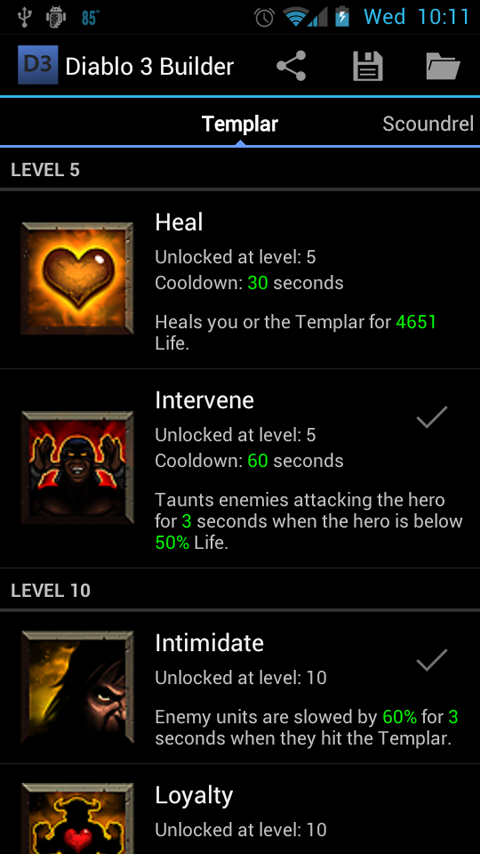 85°
Wed 10:11
D3 Diablo 3 Builder
Templar
Scoundrel
LEVEL 5
Heal
Unlocked at level: 5
Cooldown: 30 seconds
Heals you or the Templar for 4651
Life.
Intervene
Unlocked at level: 5
Cooldown: 60 seconds
Taunts enemies attacking the hero
for 3 seconds when the hero is below
50% Life.
LEVEL 10
Intimidate
Unlocked at level: 10
Enemy units are slowed by 60% for 3
seconds when they hit the Templar.
Loyalty
Unlocked at level: 10